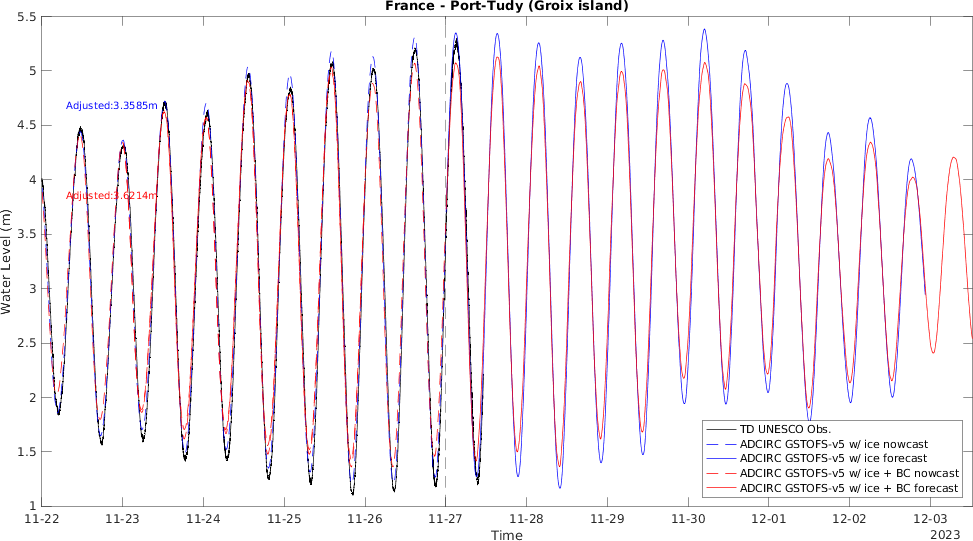 France - Port-Tudy (Groix island)
5.5
5
4.5
4
3.5
3
2.5
2
1.5
1
Water Level (m)
Adjusted:3.3585m
Adjusted:3.6214m
TD UNESCO Obs.
ADCIRC GSTOFS-v5 w/ ice nowcast
ADCIRC GSTOFS-v5 w/ ice forecast
ADCIRC GSTOFS-v5 w/ ice + BC nowcast
ADCIRC GSTOFS-v5 w/ ice + BC forecast
11-22 11-23 11-24 11-25 11-26 11-27 11-28 11-29 11-30 12-01 12-02 12-03
Time
2023